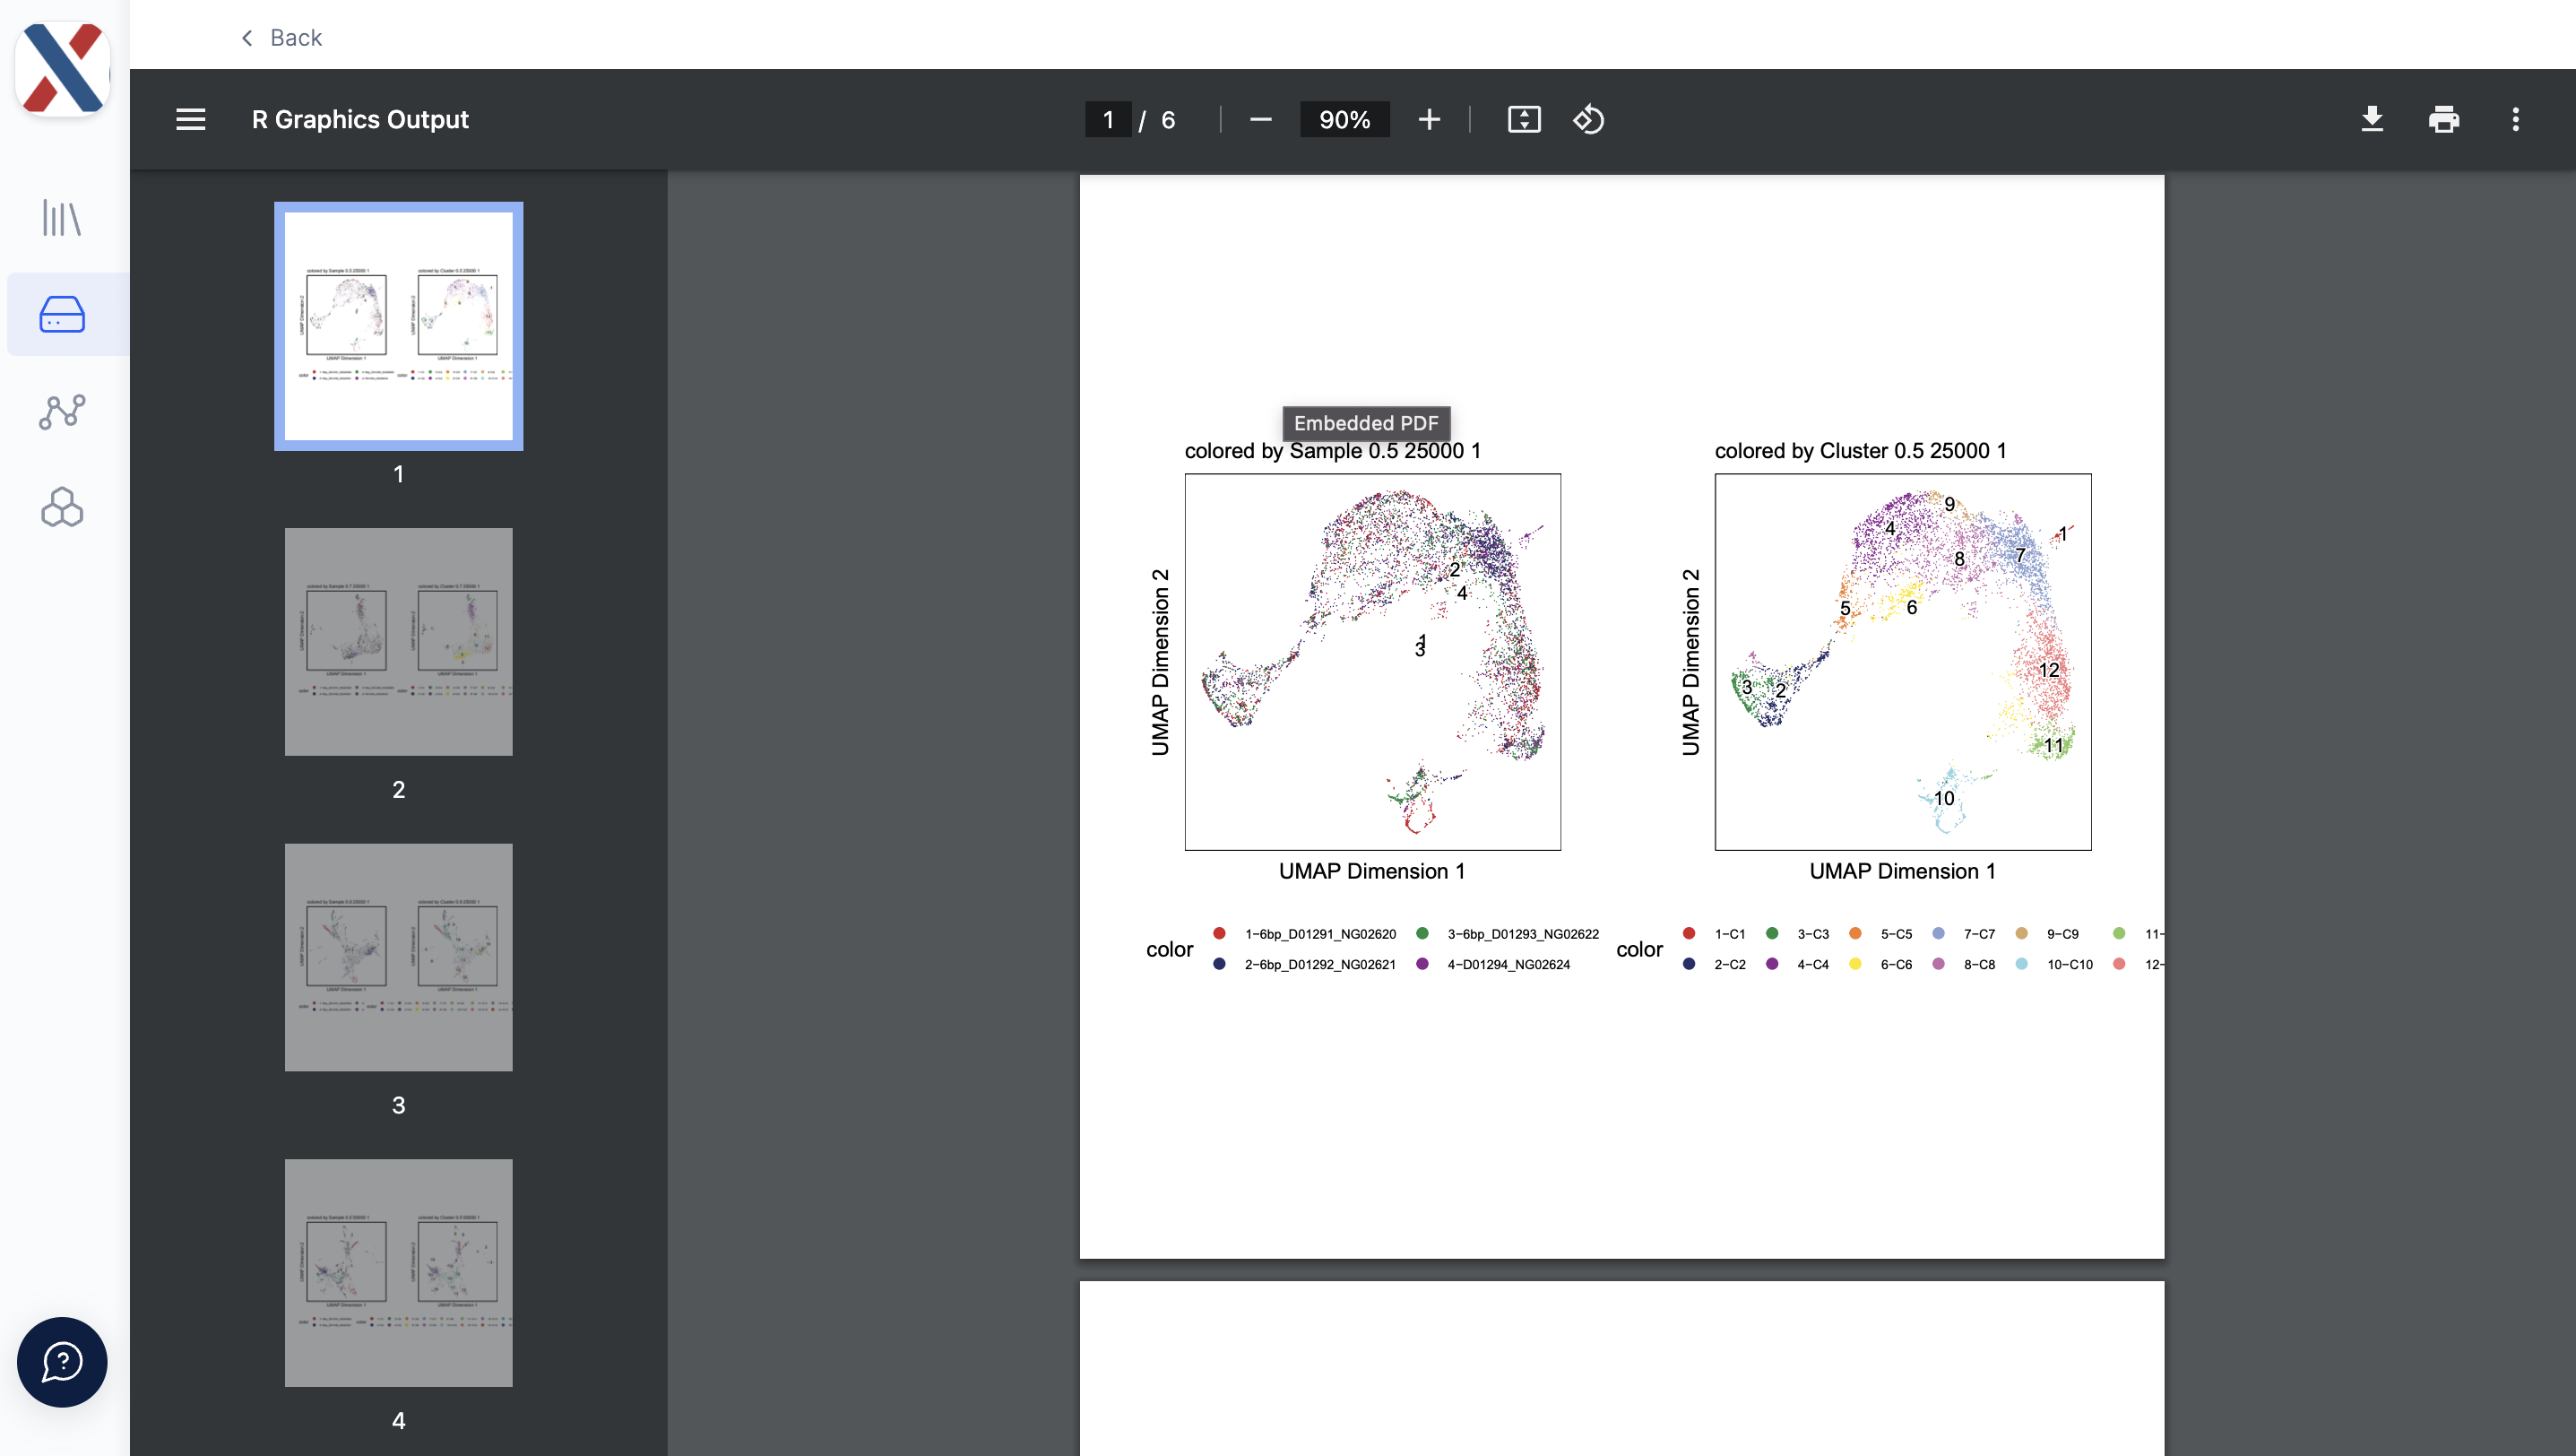 Back
R Graphics Output
1 / 6
90%
1
2
3
4
Embedded PDF
colored by Sample 0.5 25000 1
UMAP Dimension 2
2
4
1
3
UMAP Dimension 1
color
1-6bp_D01291_NG02620
3-6bp_D01293_NG02622
2-6bp_D01292_NG02621
4-D01294_NG02624
colored by Cluster 0.5 25000 1
UMAP Dimension 2
9
4
1
8
7
5
6
12
3
2
11
10
UMAP Dimension 1
color
1-C1
3-C3
5-C5
7-C7
9-C9
11-
2-C2
4-C4
6-C6
8-C8
10-C10
12-